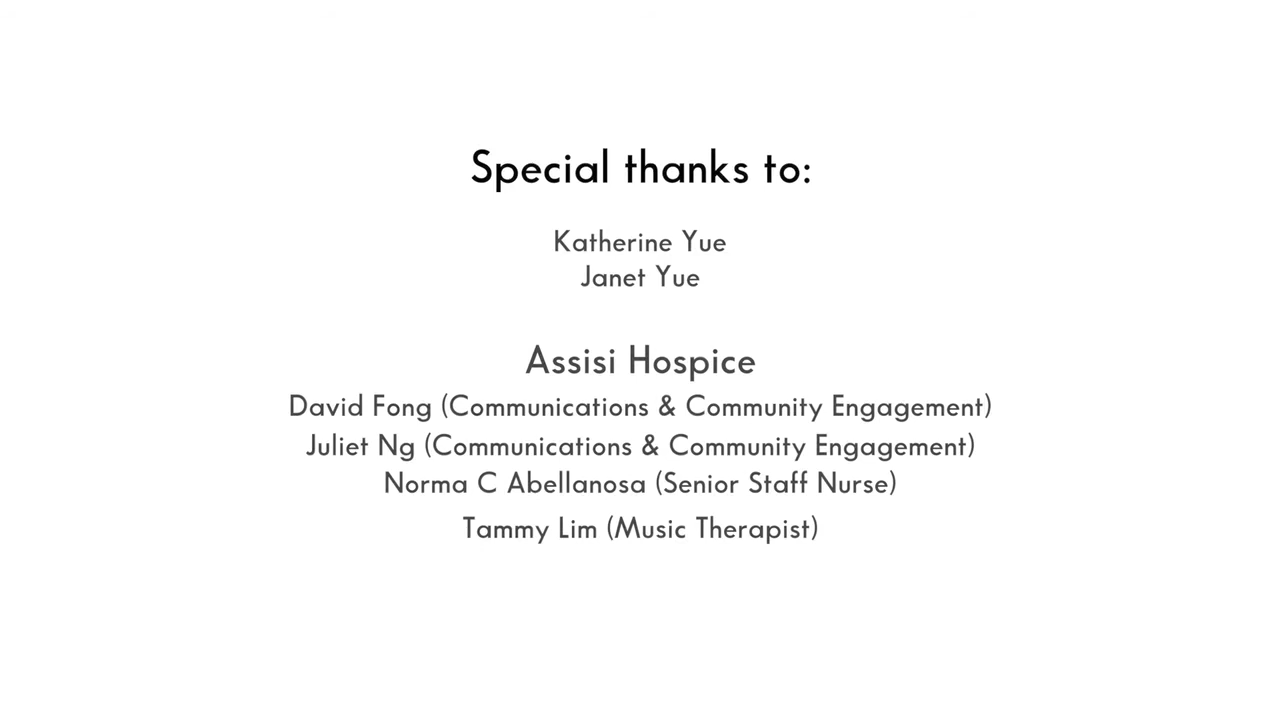 Special thanks to:
Katherine Yue
Janet Yue
Assisi Hospice
David Fong (Communications & Community Engagement)
Juliet Ng (Communications & Community Engagement)
Norma C Abellanosa (Senior Staff Nurse)
Tammy Lim (Music Therapist)